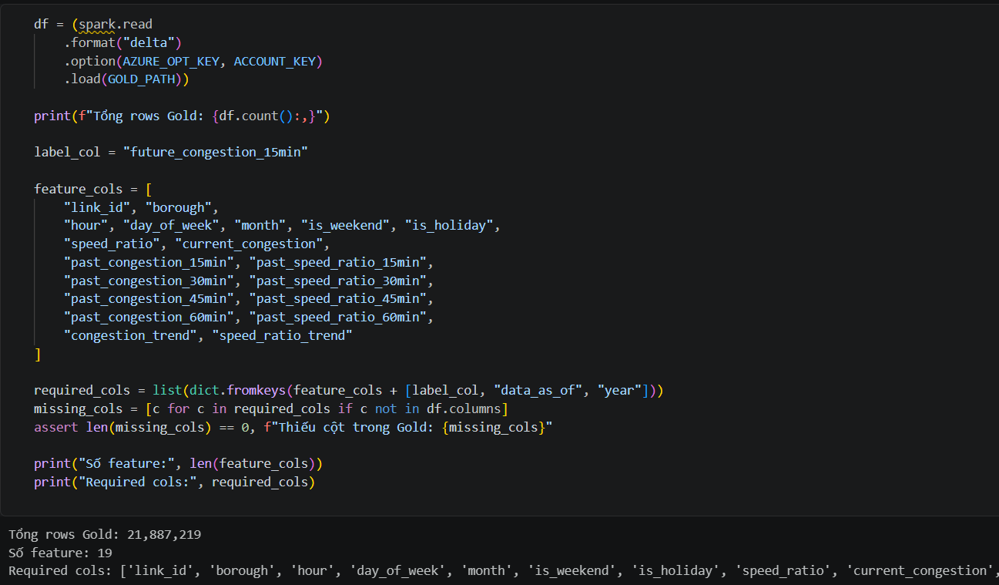 df = (spark.read
    .format("delta")
    .option(AZURE_OPT_KEY, ACCOUNT_KEY)
    .load(GOLD_PATH))
print(f"Tổng rows Gold: {df.count():,}")
label_col = "future_congestion_15min"
feature_cols = [
    "link_id", "borough",
    "hour", "day_of_week", "month", "is_weekend", "is_holiday",
    "speed_ratio", "current_congestion",
    "past_congestion_15min", "past_speed_ratio_15min",
    "past_congestion_30min", "past_speed_ratio_30min",
    "past_congestion_45min", "past_speed_ratio_45min",
    "past_congestion_60min", "past_speed_ratio_60min",
    "congestion_trend", "speed_ratio_trend"
]
required_cols = list(dict.fromkeys(feature_cols + [label_col, "data_as_of", "year"]))
missing_cols = [c for c in required_cols if c not in df.columns]
assert len(missing_cols) == 0, f"Thiếu cột trong Gold: {missing_cols}"
print("Số feature:", len(feature_cols))
print("Required cols:", required_cols)
Tổng rows Gold: 21,887,219
Số feature: 19
Required cols: ['link_id', 'borough', 'hour', 'day_of_week', 'month', 'is_weekend', 'is_holiday', 'speed_ratio', 'current_congestion',